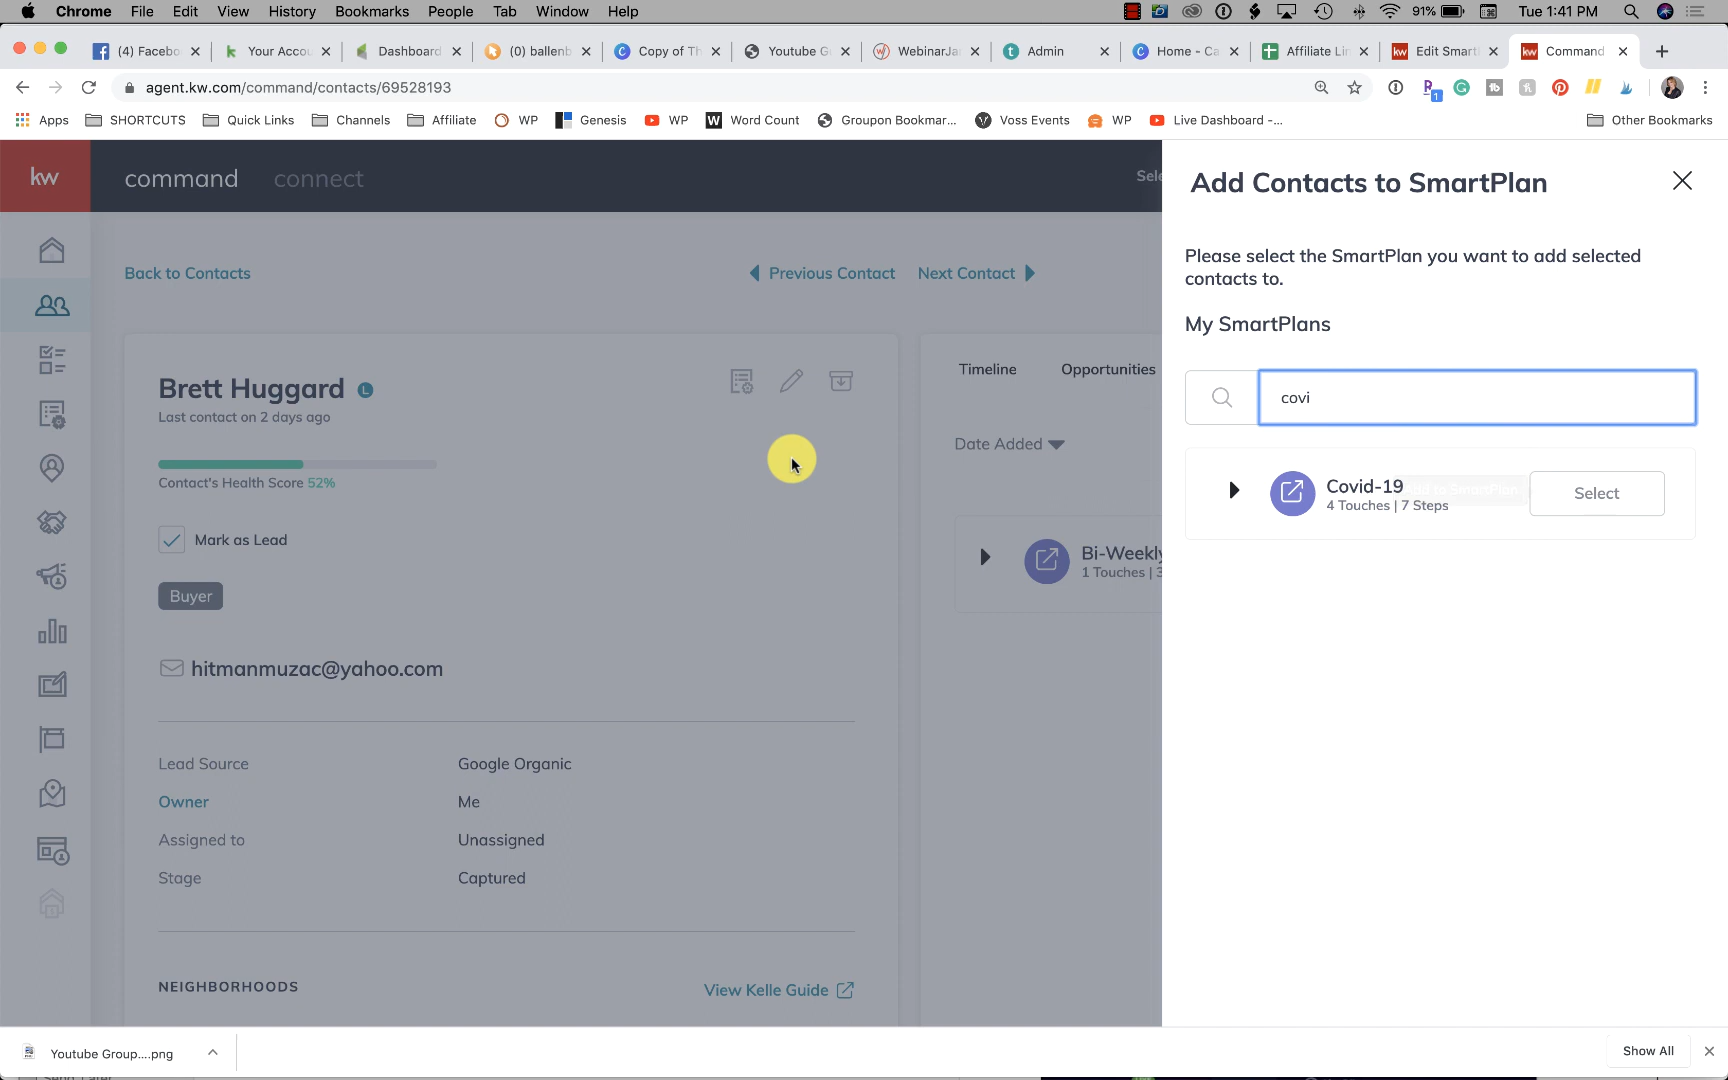 Chrome File Edit View History Bookmarks People Tab Window Help 91% Tue 1:41 PM
(4) Facebo Your Accou Dashboard (0) ballenb Copy of Th Youtube G WebinarJa Admin Home - Ca Affiliate Lin Edit Smart Command
agent.kw.com/command/contacts/69528193
Apps SHORTCUTS Quick Links Channels Affiliate WP Genesis WP Word Count Groupon Bookmar... Voss Events WP Live Dashboard -... Other Bookmarks
kw command connect Sele
Add Contacts to SmartPlan
Please select the SmartPlan you want to add selected
contacts to.
My SmartPlans
covi
Covid-19
4 Touches | 7 Steps
Select
Back to Contacts Previous Contact Next Contact
Brett Huggard L
Last contact on 2 days ago
Contact's Health Score 52%
Mark as Lead
Buyer
hitmanmuzac@yahoo.com
Lead Source Google Organic
Owner Me
Assigned to Unassigned
Stage Captured
NEIGHBORHOODS View Kelle Guide
Timeline Opportunities
Date Added
Bi-Weekly
1 Touches | 3
Youtube Group....png Show All